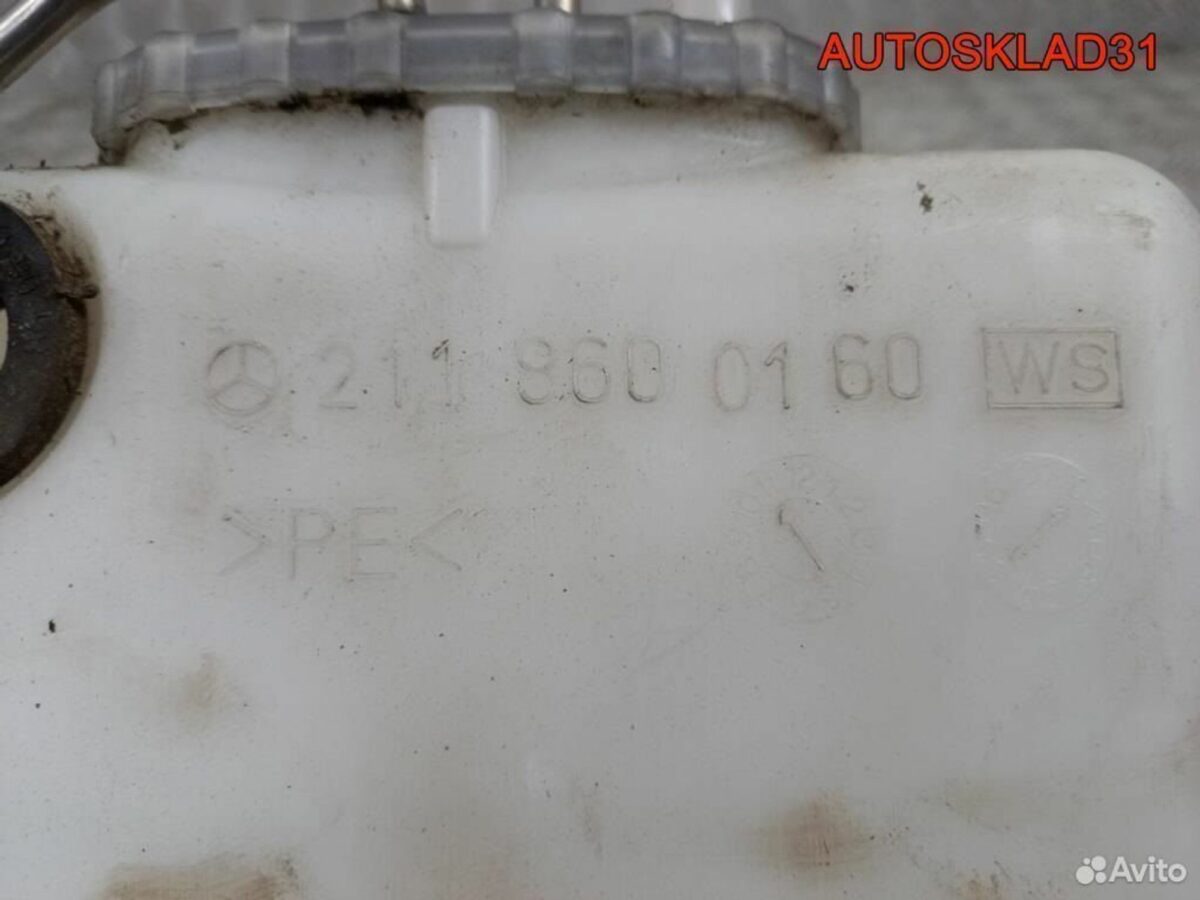 AUTOSKLAD31
211 860 01 60 WS
>PE<
Avito